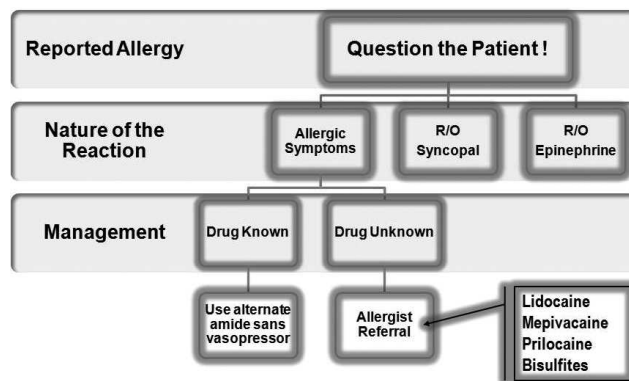 Reported Allergy
Question the Patient !
Nature of the
Reaction
Allergic
Symptoms
R/O
Syncopal
R/O
Epinephrine
Management
Drug Known
Drug Unknown
Use alternate
amide sans
vasopressor
Allergist
Referral
Lidocaine
Mepivacaine
Prilocaine
Bisulfites